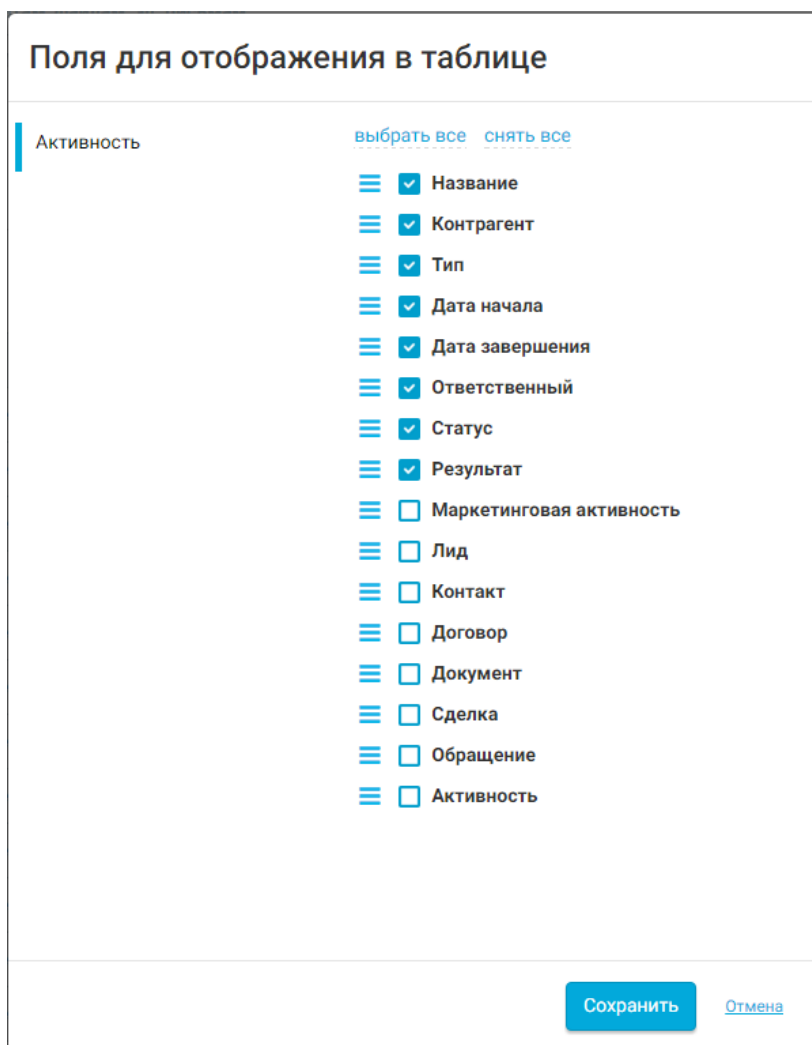 Поля для отображения в таблице
Активность
выбрать все снять все
Название
Контрагент
Тип
Дата начала
Дата завершения
Ответственный
Статус
Результат
Маркетинговая активность
Лид
Контакт
Договор
Документ
Сделка
Обращение
Активность
Сохранить Отмена